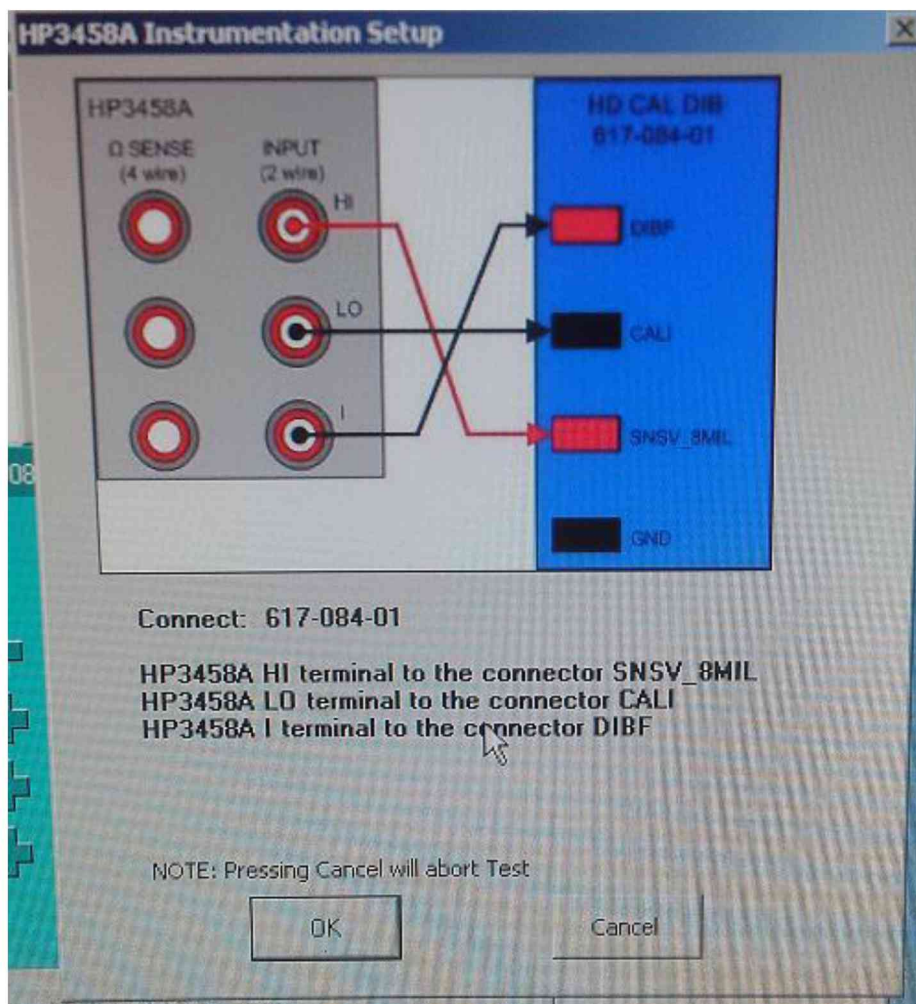 HP3458A Instrumentation Setup
HP3458A
Ω SENSE
(4 wire)
INPUT
(2 wire)
HI
LO
I
HD CAL DIB
617-084-01
DIBF
CALI
SNSV_8MIL
GND
08
Connect: 617-084-01
HP3458A HI terminal to the connector SNSV_8MIL
HP3458A LO terminal to the connector CALI
HP3458A I terminal to the connector DIBF
NOTE: Pressing Cancel will abort Test
OK
Cancel